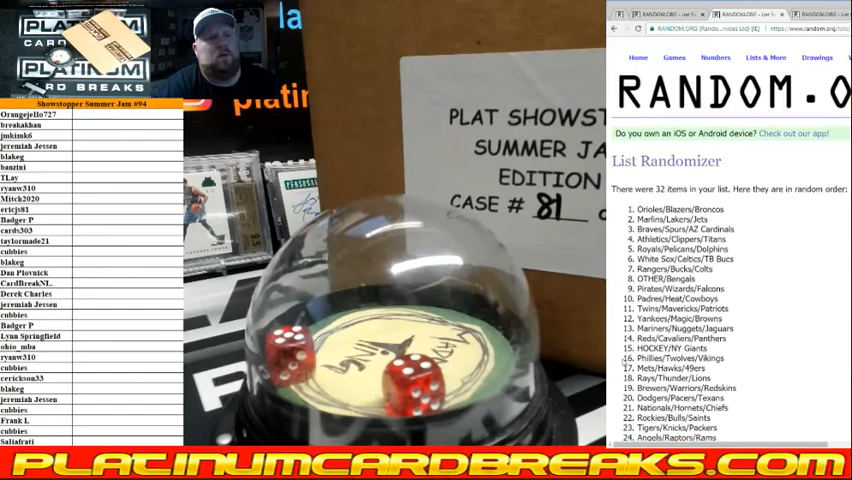 PLATINUM
PLATINUM
CARD BREAKS
platin
Showstopper Summer Jam #94
Orangejello727
breakakhan
jmkimk6
jeremiah Jessen
blakeg
banzini
TLay
ryanw310
Mitch2020
ericjs81
Badger P
cards303
taylormade21
cubbies
blakeg
Dan Plovnick
CardBreakNL.
Derek Charles
jeremiah Jessen
cubbies
Badger P
Lynn Springfield
ohio_mba
ryanw310
cubbies
cerickson33
blakeg
jeremiah Jessen
cubbies
Frank L
cubbies
Saliafrati
PLAT SHOWST
SUMMER JA
EDITION
CASE # 81
RANDOM.ORG
Home Games Numbers Lists & More Drawings
RANDOM.O
Do you own an iOS or Android device? Check out our app!
List Randomizer
There were 32 items in your list. Here they are in random order:
1. Orioles/Blazers/Broncos
2. Marlins/Lakers/Jets
3. Braves/Spurs/AZ Cardinals
4. Athletics/Clippers/Titans
5. Royals/Pelicans/Dolphins
6. White Sox/Celtics/TB Bucs
7. Rangers/Bucks/Colts
8. OTHER/Bengals
9. Pirates/Wizards/Falcons
10. Padres/Heat/Cowboys
11. Twins/Mavericks/Patriots
12. Yankees/Magic/Browns
13. Mariners/Nuggets/Jaguars
14. Reds/Cavaliers/Panthers
15. HOCKEY/NY Giants
16. Phillies/Twolves/Vikings
17. Mets/Hawks/49ers
18. Rays/Thunder/Lions
19. Brewers/Warriors/Redskins
20. Dodgers/Pacers/Texans
21. Nationals/Hornets/Chiefs
22. Rockies/Bulls/Saints
23. Tigers/Knicks/Packers
24. Angels/Raptors/Rams
PLATINUMCARDBREAKS.COM